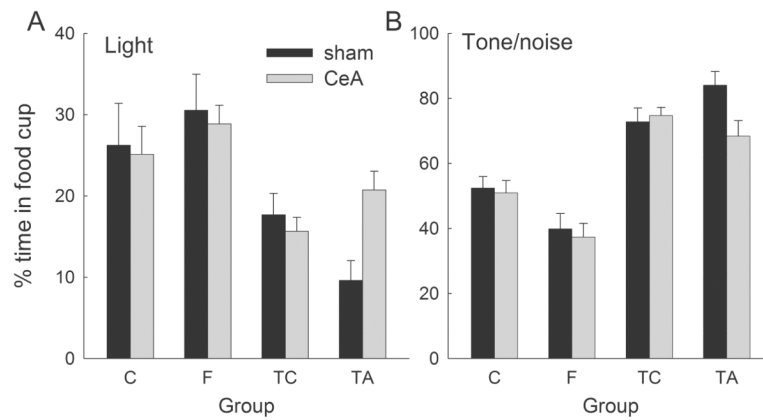 A
Light
sham
CeA
% time in food cup
40
30
20
10
0
C F TC TA
Group
B
Tone/noise
100
80
60
40
20
0
C F TC TA
Group